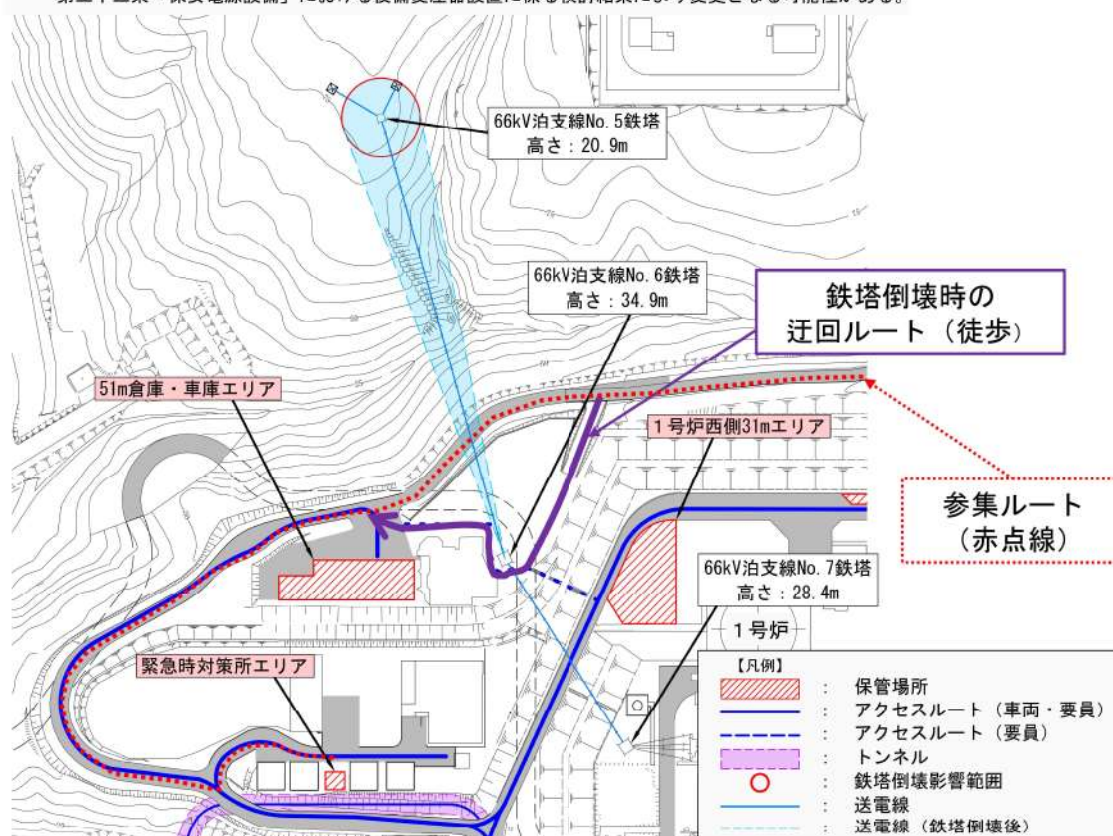 66kV泊支線No.5鉄塔
高さ：20.9m
66kV泊支線No.6鉄塔
高さ：34.9m
鉄塔倒壊時の
迂回ルート（徒歩）
51m倉庫・車庫エリア
１号炉西側31mエリア
参集ルート
（赤点線）
66kV泊支線No.7鉄塔
高さ：28.4m
１号炉
緊急時対策所エリア
【凡例】
：保管場所
：アクセスルート（車両・要員）
：アクセスルート（要員）
：トンネル
：鉄塔倒壊影響範囲
：送電線
：送電線（鉄塔倒壊後）